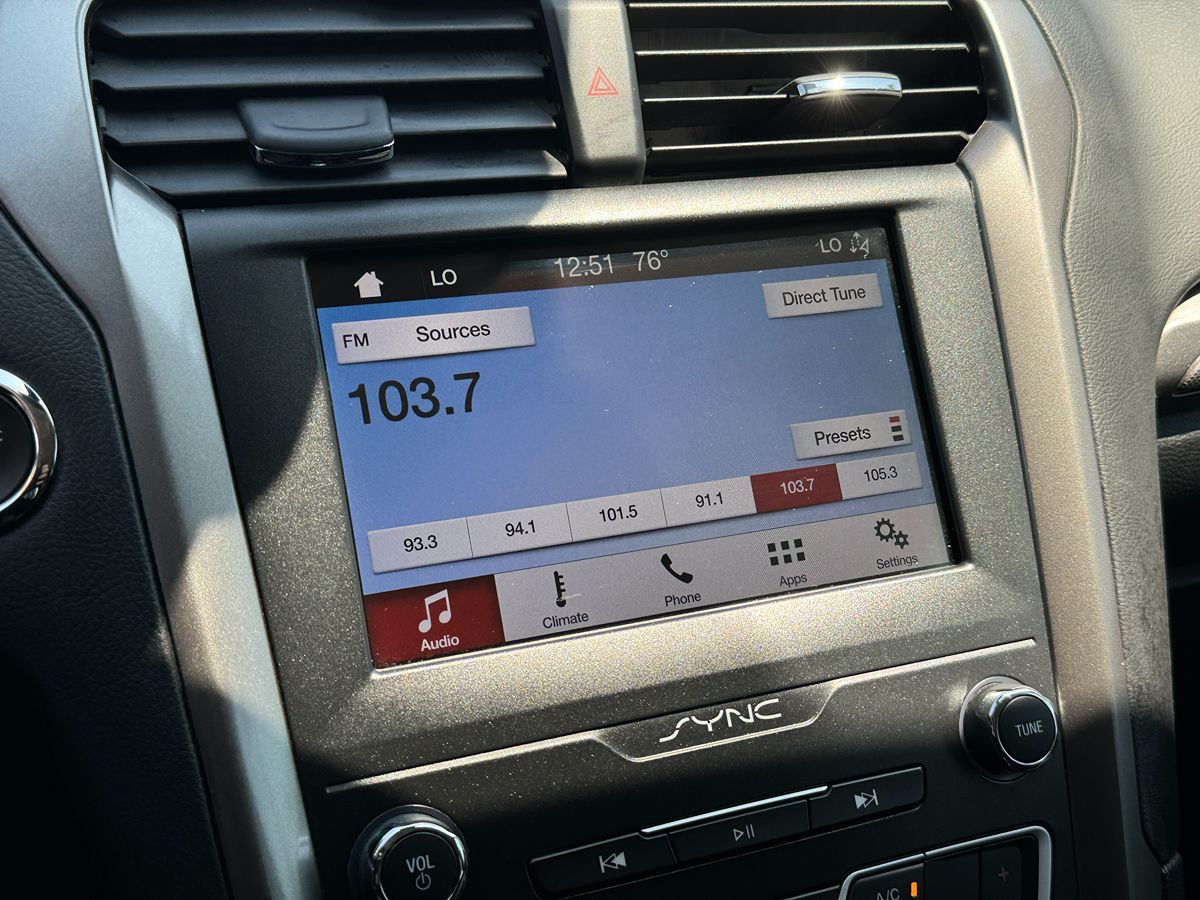 LO 12:51 76° LO
FM Sources
Direct Tune
103.7
Presets
93.3 94.1 101.5 91.1 103.7 105.3
Audio Climate Phone Apps Settings
SYNC
TUNE
VOL
A/C